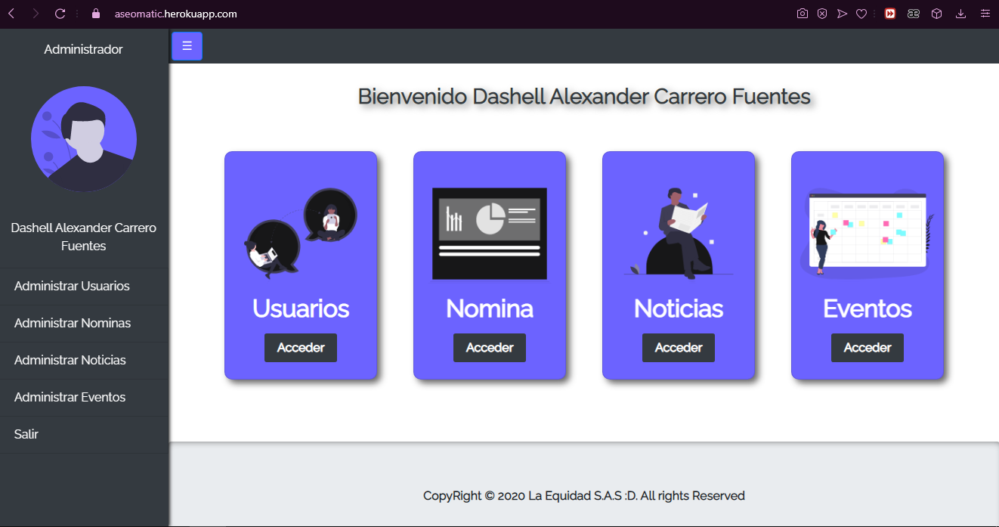 aseomatic.herokuapp.com
Administrador
Dashell Alexander Carrero
Fuentes
Administrar Usuarios
Administrar Nominas
Administrar Noticias
Administrar Eventos
Salir
Bienvenido Dashell Alexander Carrero Fuentes
Usuarios
Acceder
Nomina
Acceder
Noticias
Acceder
Eventos
Acceder
CopyRight © 2020 La Equidad S.A.S :D. All rights Reserved